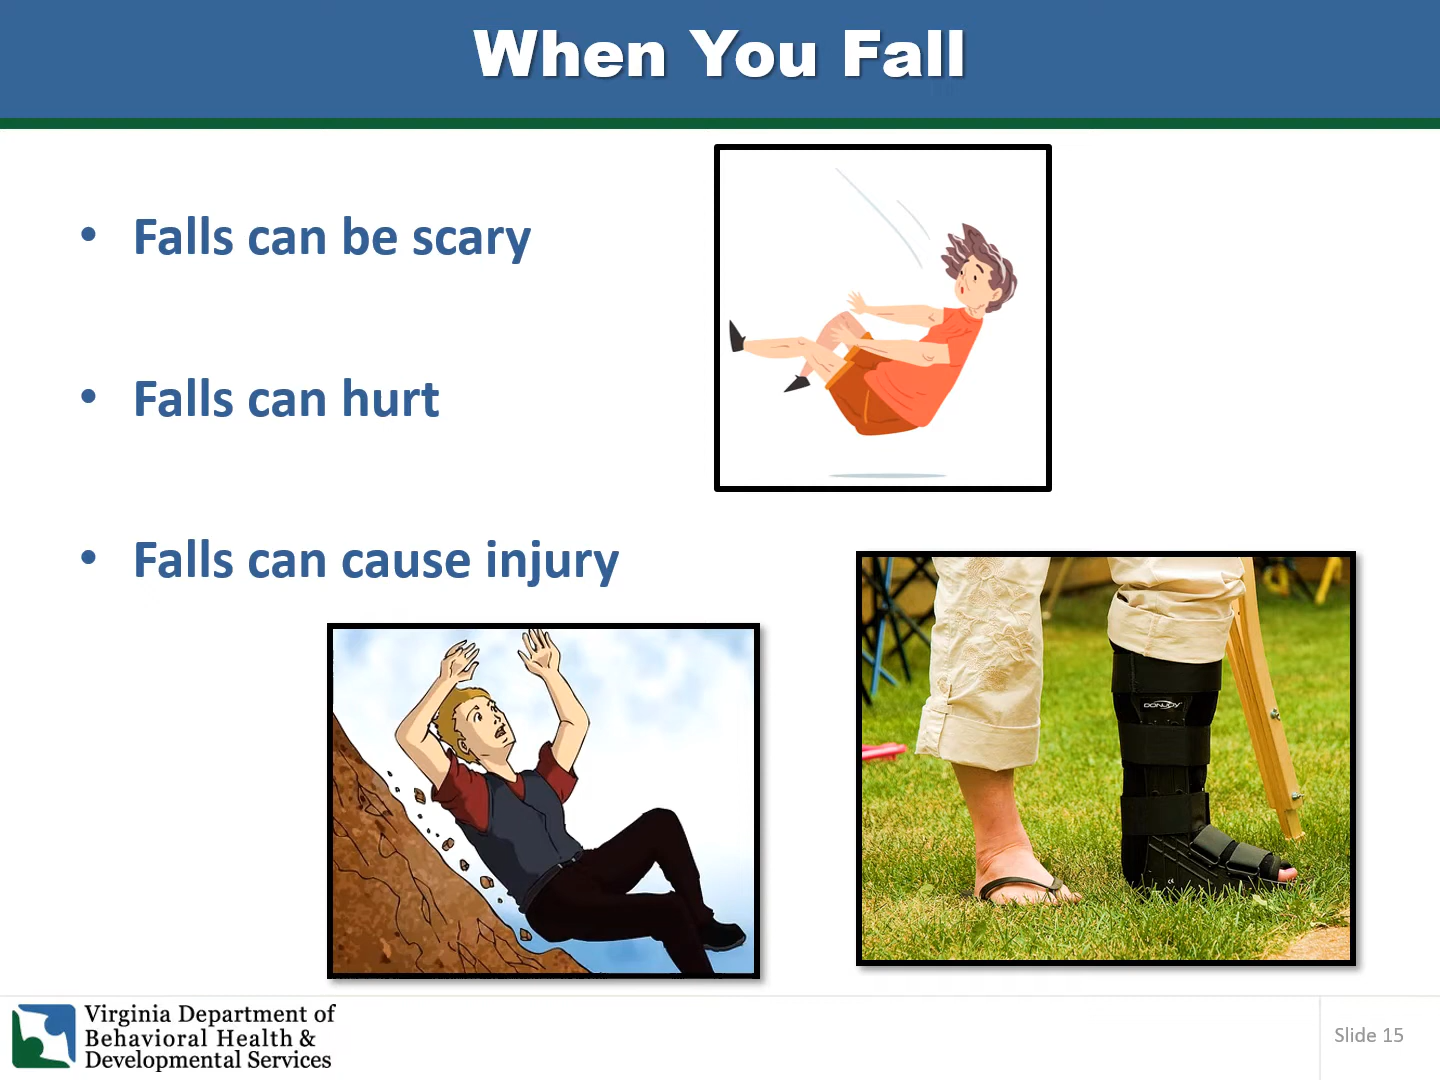 When You Fall
• Falls can be scary
• Falls can hurt
• Falls can cause injury
DONJOY
Virginia Department of
Behavioral Health &
Developmental Services
Slide 15